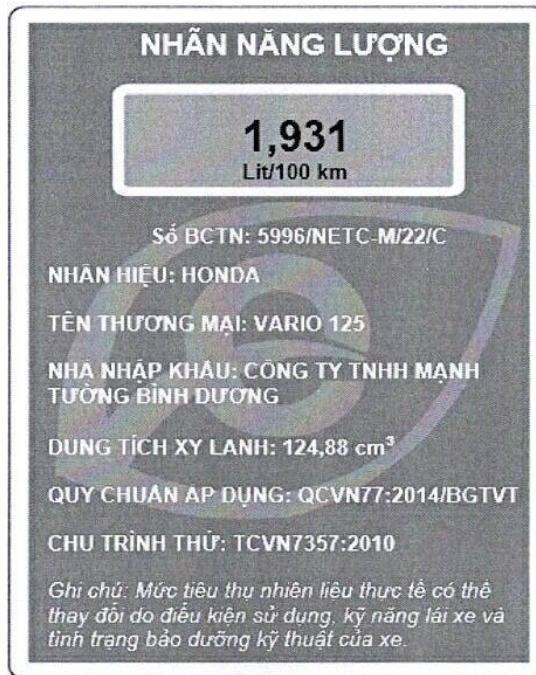 NHÃN NĂNG LƯỢNG
1,931
Lit/100 km
Số BCTN: 5996/NETC-M/22/C
NHÃN HIỆU: HONDA
TÊN THƯƠNG MẠI: VARIO 125
NHÀ NHẬP KHẨU: CÔNG TY TNHH MẠNH
TƯỜNG BÌNH DƯƠNG
DUNG TÍCH XY LANH: 124,88 cm³
QUY CHUẨN ÁP DỤNG: QCVN77:2014/BGTVT
CHU TRÌNH THỬ: TCVN7357:2010
Ghi chú: Mức tiêu thụ nhiên liệu thực tế có thể
thay đổi do điều kiện sử dụng, kỹ năng lái xe và
tình trạng bảo dưỡng kỹ thuật của xe.